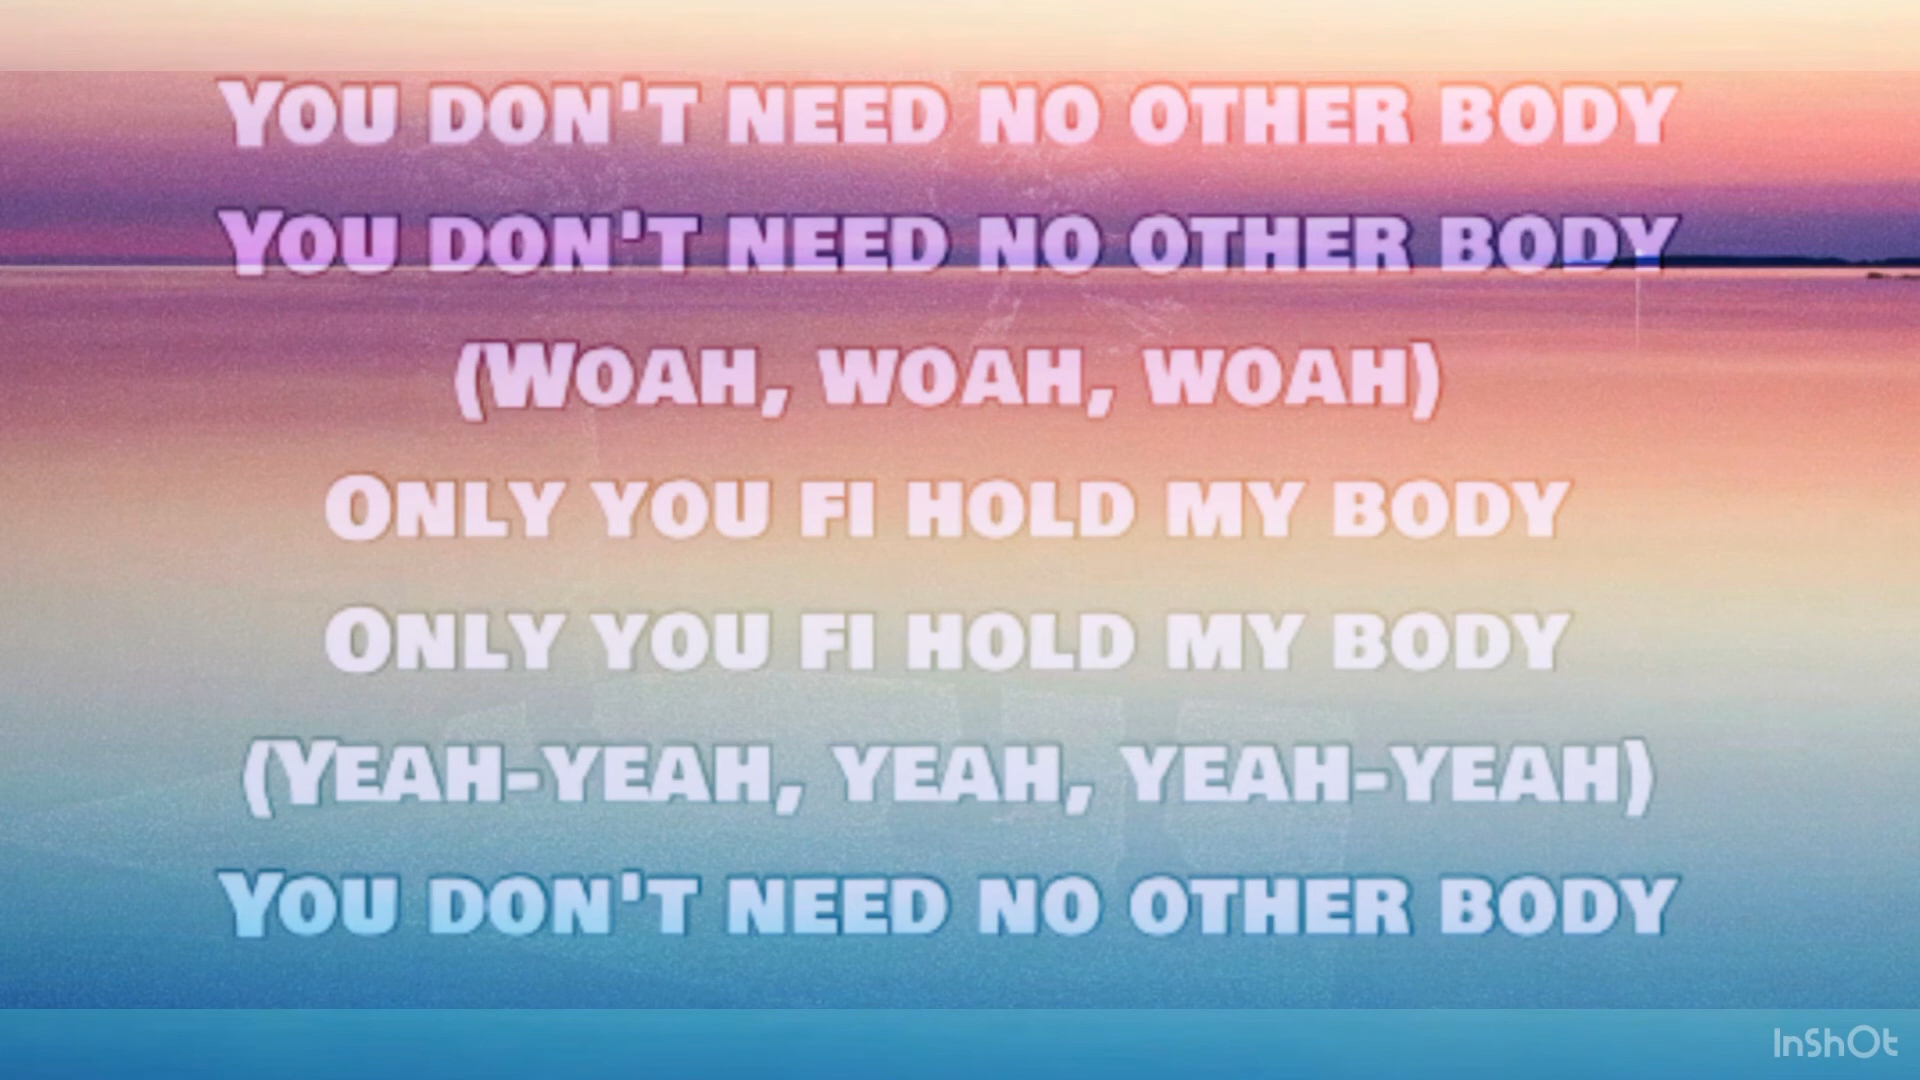 You don't need no other body
You don't need no other body
(Woah, woah, woah)
Only you fi hold my body
Only you fi hold my body
(Yeah-yeah, yeah, yeah-yeah)
You don't need no other body
InShOt